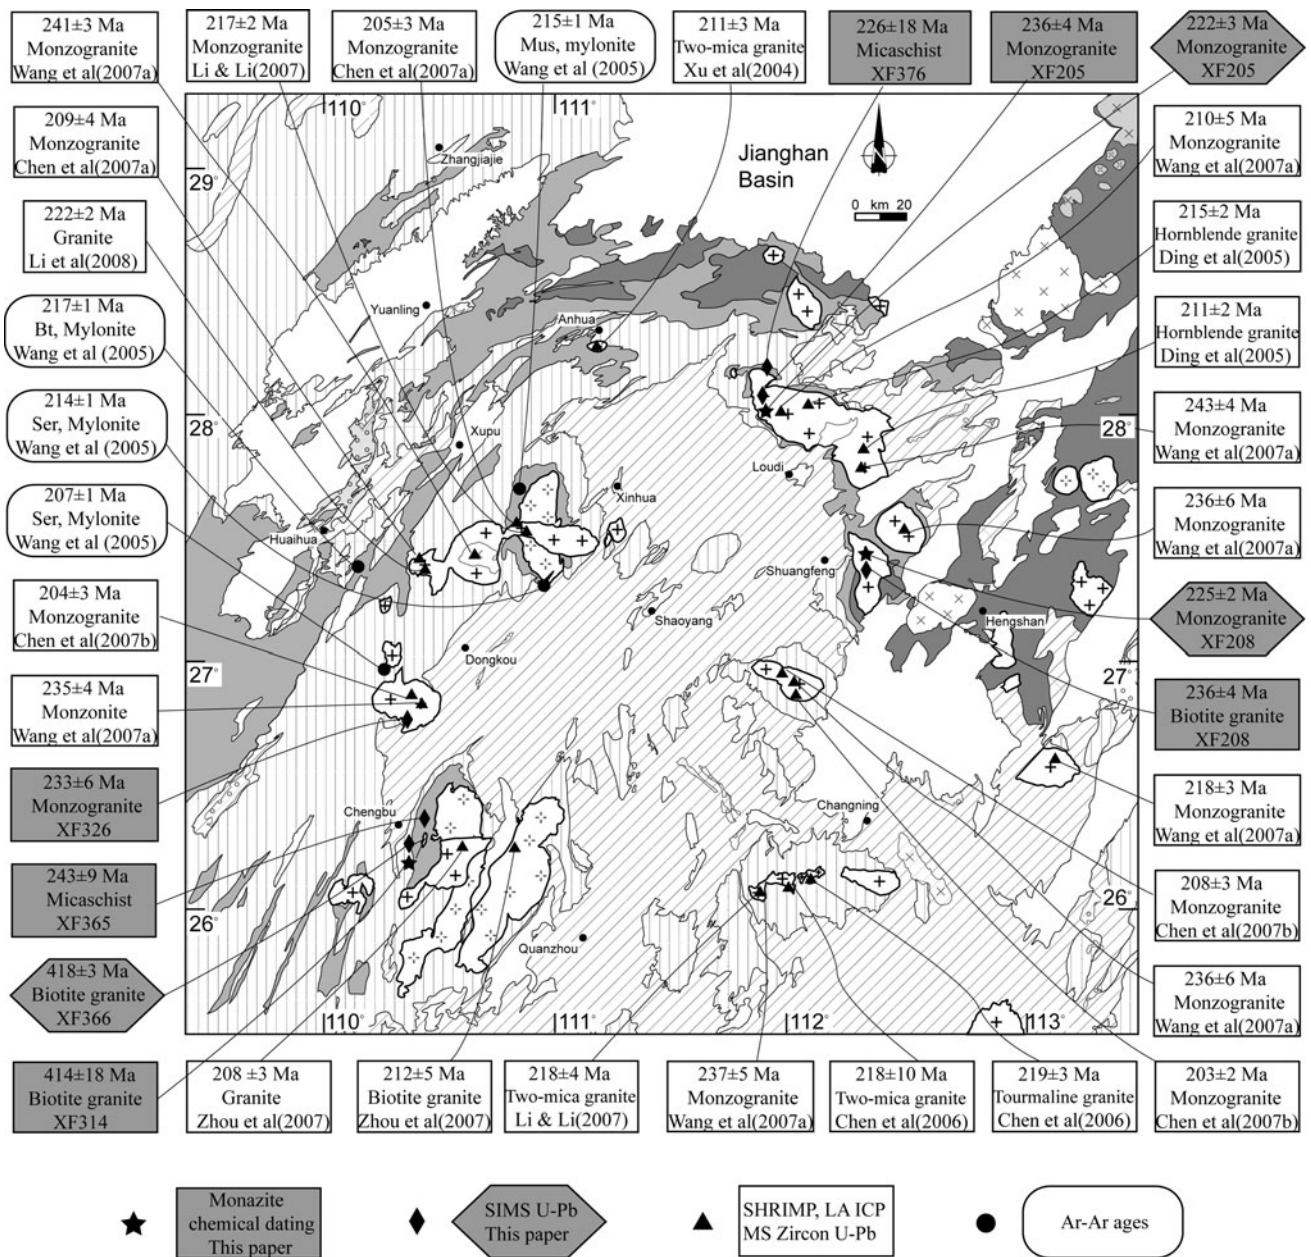 241±3 Ma
Monzogranite
Wang et al(2007a)
217±2 Ma
Monzogranite
Li & Li(2007)
205±3 Ma
Monzogranite
Chen et al(2007a)
215±1 Ma
Mus, mylonite
Wang et al (2005)
211±3 Ma
Two-mica granite
Xu et al(2004)
226±18 Ma
Micaschist
XF376
236±4 Ma
Monzogranite
XF205
222±3 Ma
Monzogranite
XF205
209±4 Ma
Monzogranite
Chen et al(2007a)
222±2 Ma
Granite
Li et al(2008)
217±1 Ma
Bt, Mylonite
Wang et al (2005)
214±1 Ma
Ser, Mylonite
Wang et al (2005)
207±1 Ma
Ser, Mylonite
Wang et al (2005)
204±3 Ma
Monzogranite
Chen et al(2007b)
235±4 Ma
Monzonite
Wang et al(2007a)
233±6 Ma
Monzogranite
XF326
243±9 Ma
Micaschist
XF365
418±3 Ma
Biotite granite
XF366
414±18 Ma
Biotite granite
XF314
110°
111°
Zhangjiajie
Jianghan
Basin
0 km 20
29°
Yuanling
Anhua
28°
Xupu
Loudi
28°
Xinhua
Huaihua
Shuangfeng
Shaoyang
Hengshan
Dongkou
27°
27°
Chengbu
Changning
26°
26°
Quanzhou
110°
111°
112°
113°
210±5 Ma
Monzogranite
Wang et al(2007a)
215±2 Ma
Hornblende granite
Ding et al(2005)
211±2 Ma
Hornblende granite
Ding et al(2005)
243±4 Ma
Monzogranite
Wang et al(2007a)
236±6 Ma
Monzogranite
Wang et al(2007a)
225±2 Ma
Monzogranite
XF208
236±4 Ma
Biotite granite
XF208
218±3 Ma
Monzogranite
Wang et al(2007a)
208±3 Ma
Monzogranite
Chen et al(2007b)
236±6 Ma
Monzogranite
Wang et al(2007a)
208 ±3 Ma
Granite
Zhou et al(2007)
212±5 Ma
Biotite granite
Zhou et al(2007)
218±4 Ma
Two-mica granite
Li & Li(2007)
237±5 Ma
Monzogranite
Wang et al(2007a)
218±10 Ma
Two-mica granite
Chen et al(2006)
219±3 Ma
Tourmaline granite
Chen et al(2006)
203±2 Ma
Monzogranite
Chen et al(2007b)
Monazite
chemical dating
This paper
SIMS U-Pb
This paper
SHRIMP, LA ICP
MS Zircon U-Pb
Ar-Ar ages